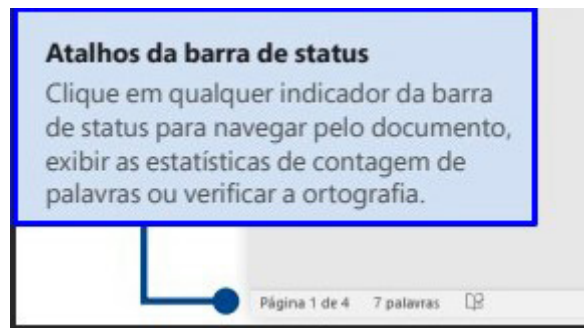 Atalhos da barra de status
Clique em qualquer indicador da barra
de status para navegar pelo documento,
exibir as estatísticas de contagem de
palavras ou verificar a ortografia.
Página 1 de 4 7 palavras